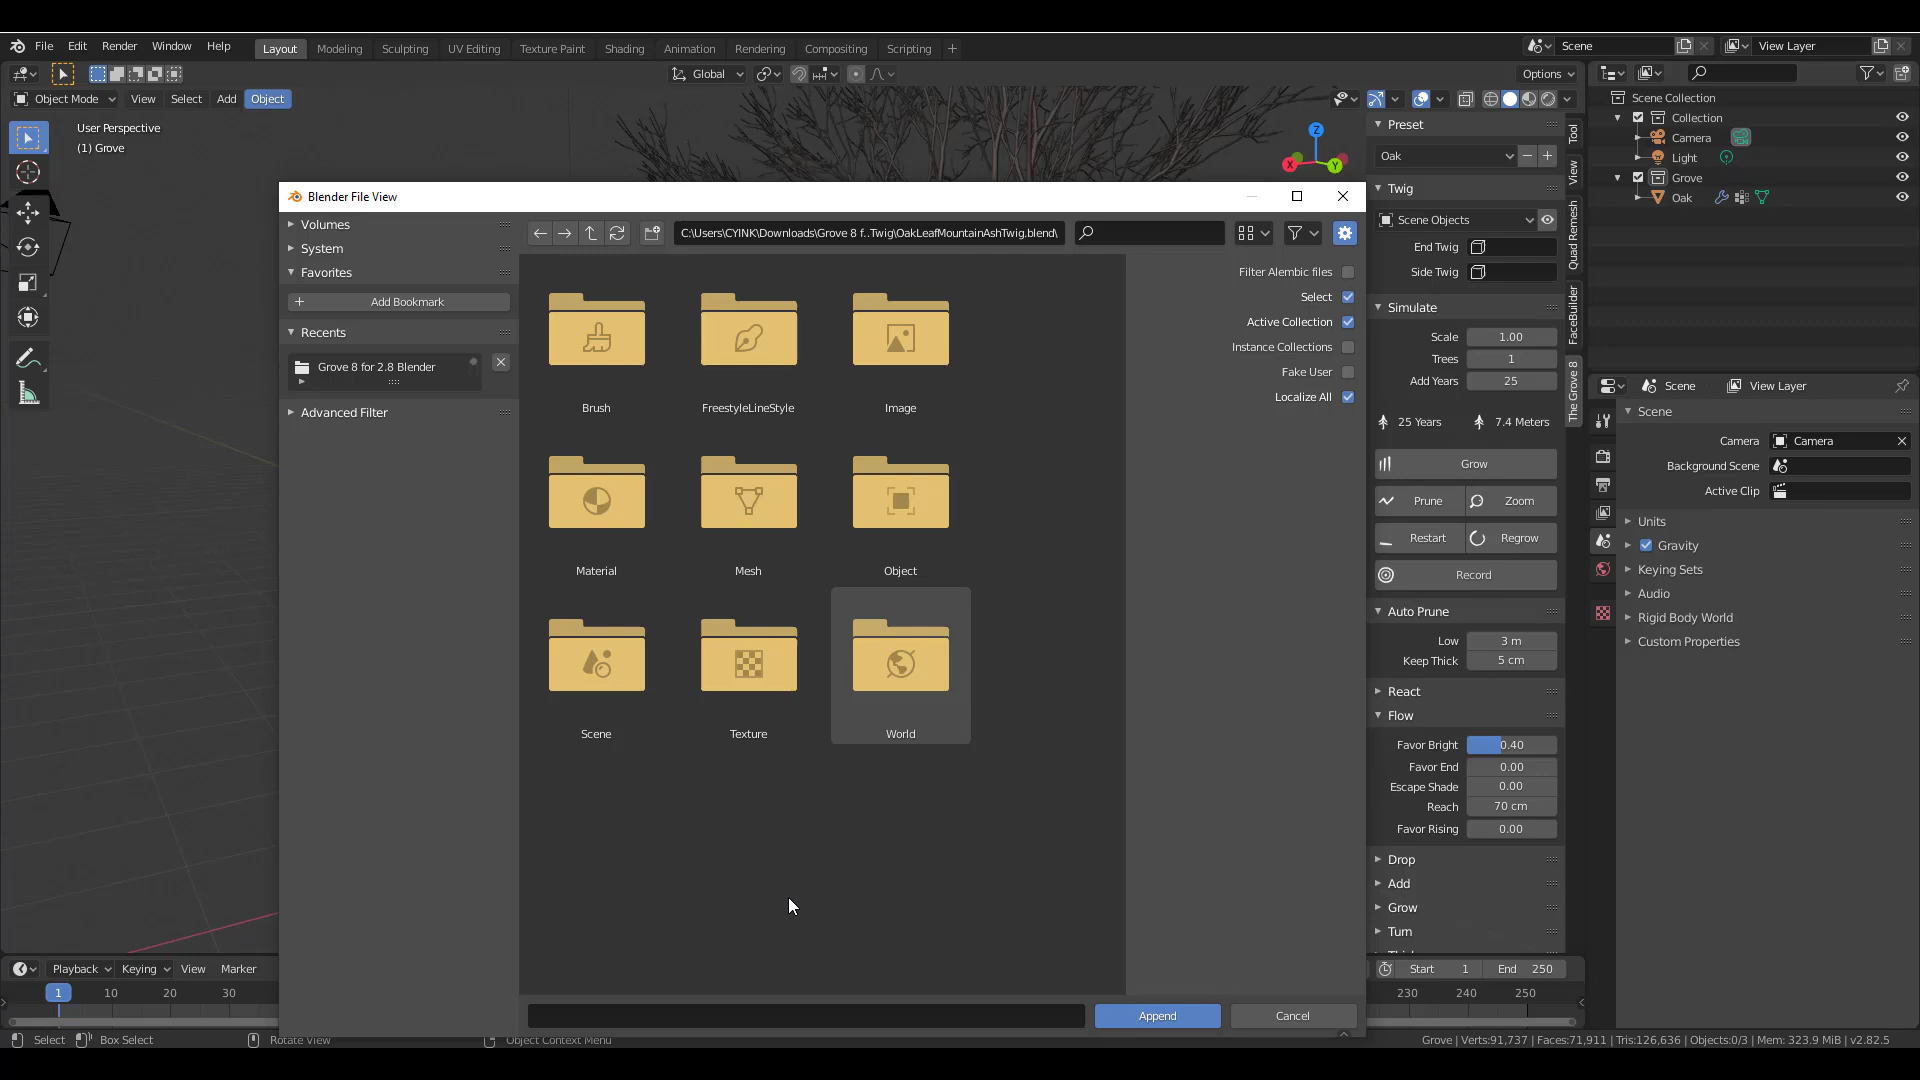 File Edit Render Window Help Layout Modeling Sculpting UV Editing Texture Paint Shading Animation Rendering Compositing Scripting Scene View Layer
Global Options
Object Mode View Select Add Object
User Perspective
(1) Grove
Blender File View
Volumes
System
Favorites
Add Bookmark
Recents
Grove 8 for 2.8 Blender
Advanced Filter
C:\Users\CYINK\Downloads\Grove 8 f..Twig\OakLeafMountainAshTwig.blend\
Brush FreestyleLineStyle Image
Material Mesh Object
Scene Texture World
Filter Alembic files
Select
Active Collection
Instance Collections
Fake User
Localize All
Append Cancel
Z
X
Y
Preset
Oak
Twig
Scene Objects
End Twig
Side Twig
Simulate
Scale 1.00
Trees 1
Add Years 25
25 Years 7.4 Meters
Grow
Prune Zoom
Restart Regrow
Record
Auto Prune
Low 3 m
Keep Thick 5 cm
React
Flow
Favor Bright 0.40
Favor End 0.00
Escape Shade 0.00
Reach 70 cm
Favor Rising 0.00
Drop
Add
Grow
Turn
Tool
View
Quad Remesh
FaceBuilder
The Grove 8
Scene Collection
Collection
Camera
Light
Grove
Oak
Scene View Layer
Scene
Camera Camera
Background Scene
Active Clip
Units
Gravity
Keying Sets
Audio
Rigid Body World
Custom Properties
Playback Keying View Marker Start 1 End 250
1 10 20 30 230 240 250
Select Box Select Rotate View Object Context Menu Grove | Verts:91,737 | Faces:71,911 | Tris:126,636 | Objects:0/3 | Mem: 323.9 MiB | v2.82.5